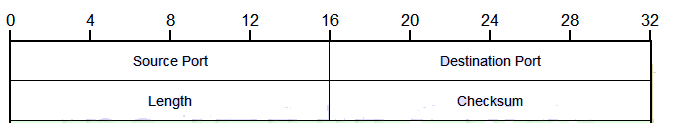 0 4 8 12 16 20 24 28 32
Source Port Destination Port
Length Checksum